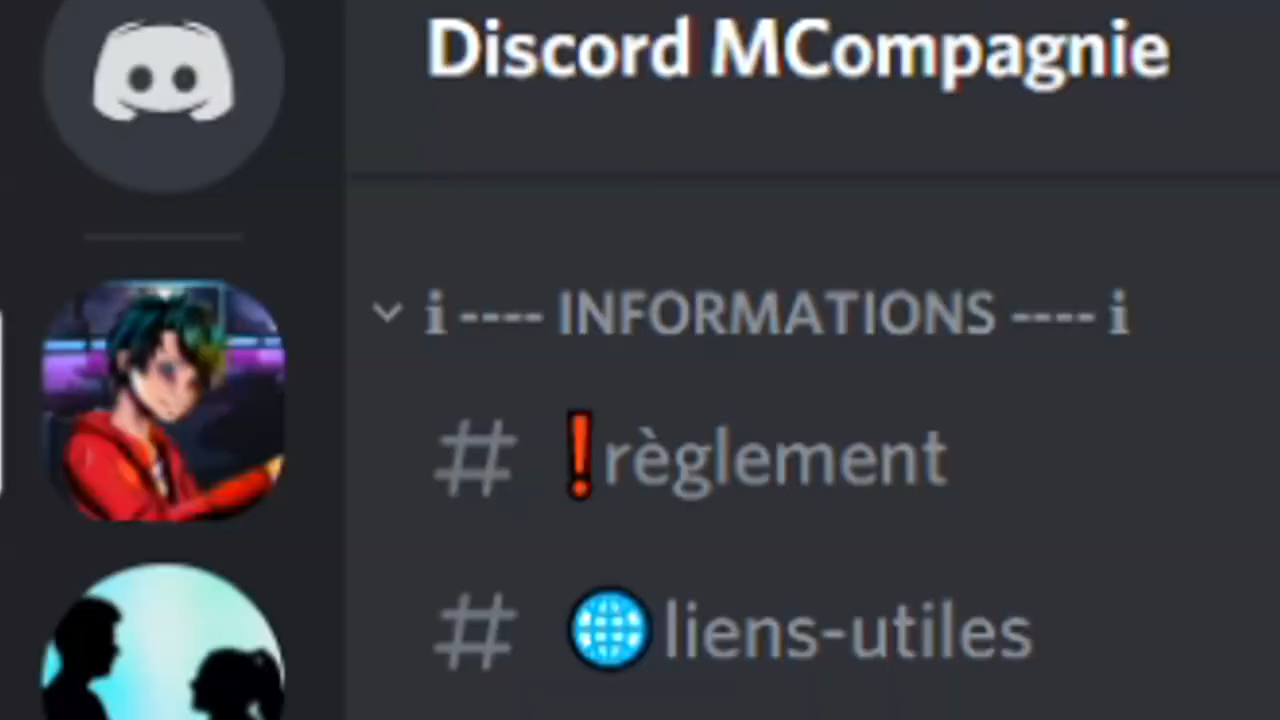 Discord MCompagnie
ℹ ---- INFORMATIONS ---- ℹ
# ❗règlement
# 🌐liens-utiles